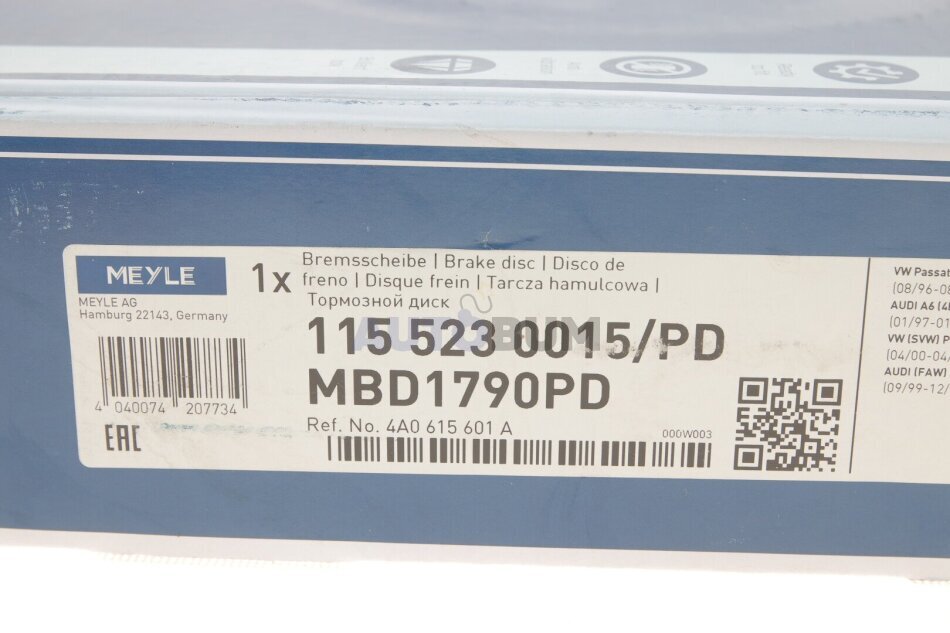 MEYLE
MEYLE AG
Hamburg 22143, Germany
4 040074 207734
EAC
1x
Bremsscheibe | Brake disc | Disco de
freno | Disque frein | Tarcza hamulcowa |
Тормозной диск
AUTOBUM
115 523 0015/PD
MBD1790PD
Ref. No. 4A0 615 601 A
000W003
VW Passat
(08/96-08
AUDI A6 (4B
(01/97-01
VW (SVW) P
(04/00-04/
AUDI (FAW)
(09/99-12/